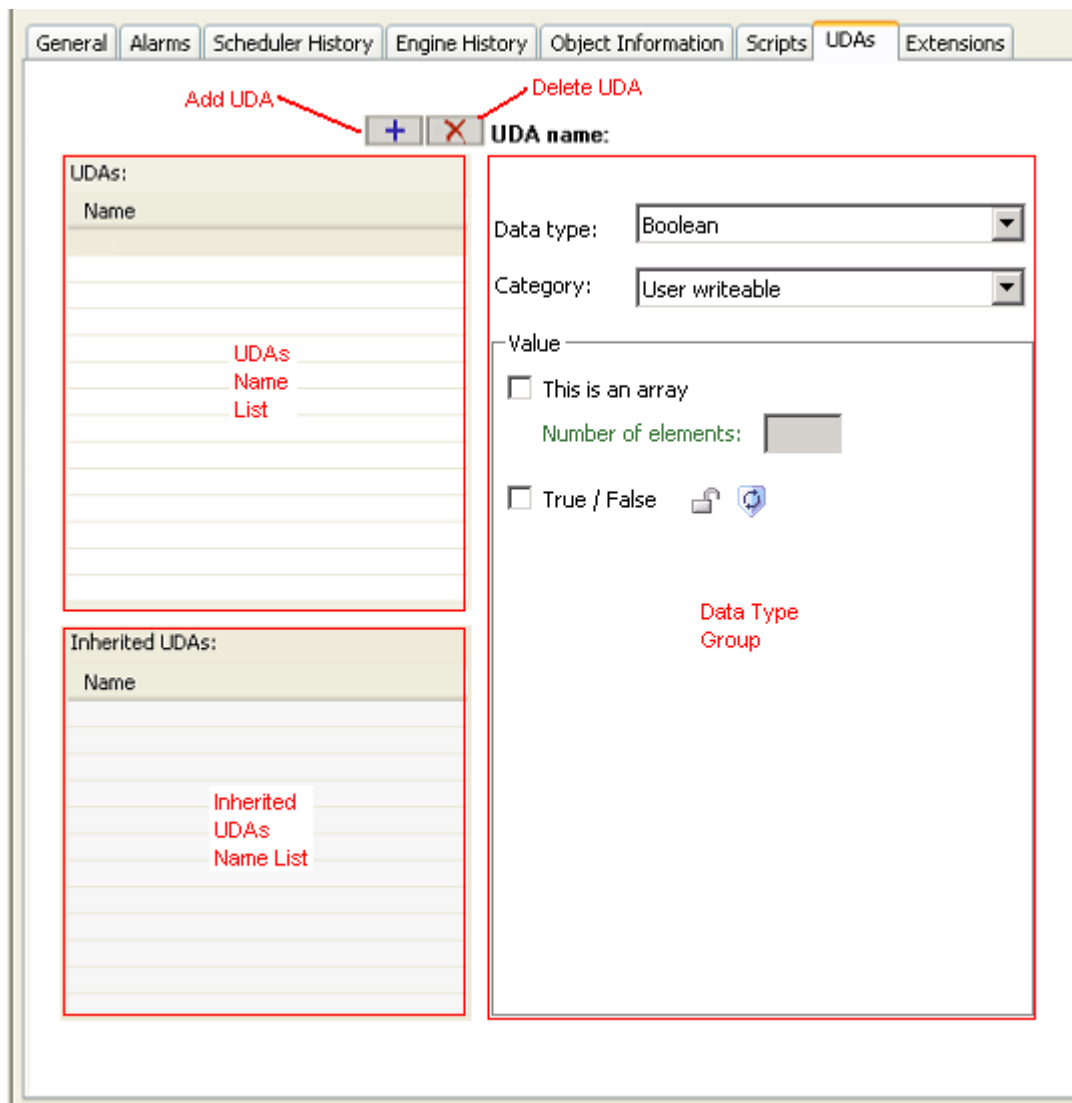 General Alarms Scheduler History Engine History Object Information Scripts UDAs Extensions
Add UDA
Delete UDA
UDA name:
UDAs:
Name
UDAs
Name
List
Data type: Boolean
Category: User writeable
Value
This is an array
Number of elements:
True / False
Data Type
Group
Inherited UDAs:
Name
Inherited
UDAs
Name List